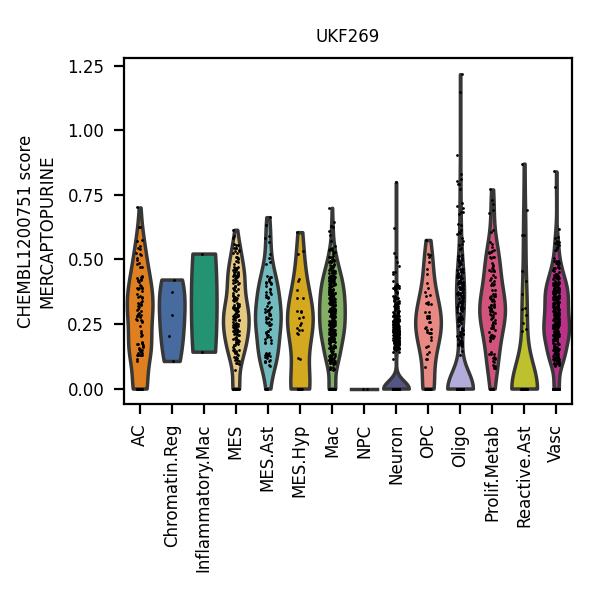 UKF269
CHEMBL1200751 score
MERCAPTOPURINE
1.25
1.00
0.75
0.50
0.25
0.00
AC
Chromatin.Reg
Inflammatory.Mac
MES
MES.Ast
MES.Hyp
Mac
NPC
Neuron
OPC
Oligo
Prolif.Metab
Reactive.Ast
Vasc